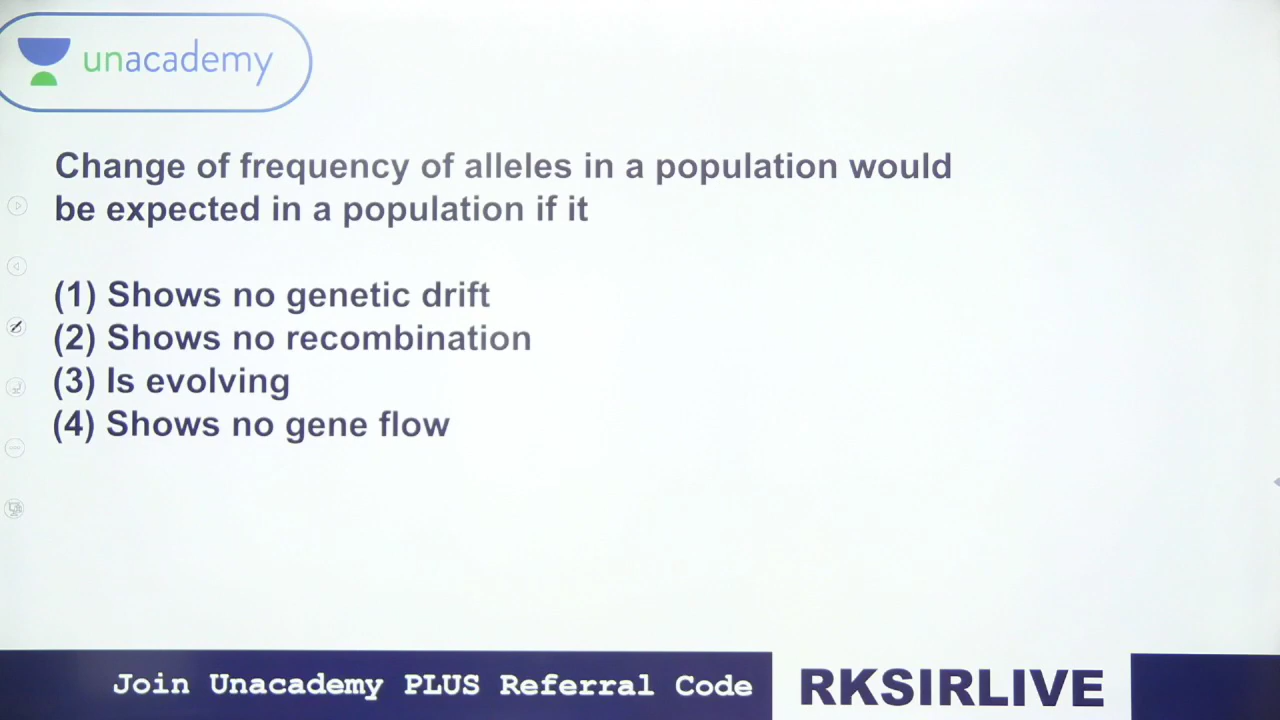 unacademy
Change of frequency of alleles in a population would
be expected in a population if it
(1) Shows no genetic drift
(2) Shows no recombination
(3) Is evolving
(4) Shows no gene flow
Join Unacademy PLUS Referral Code
RKSIRLIVE